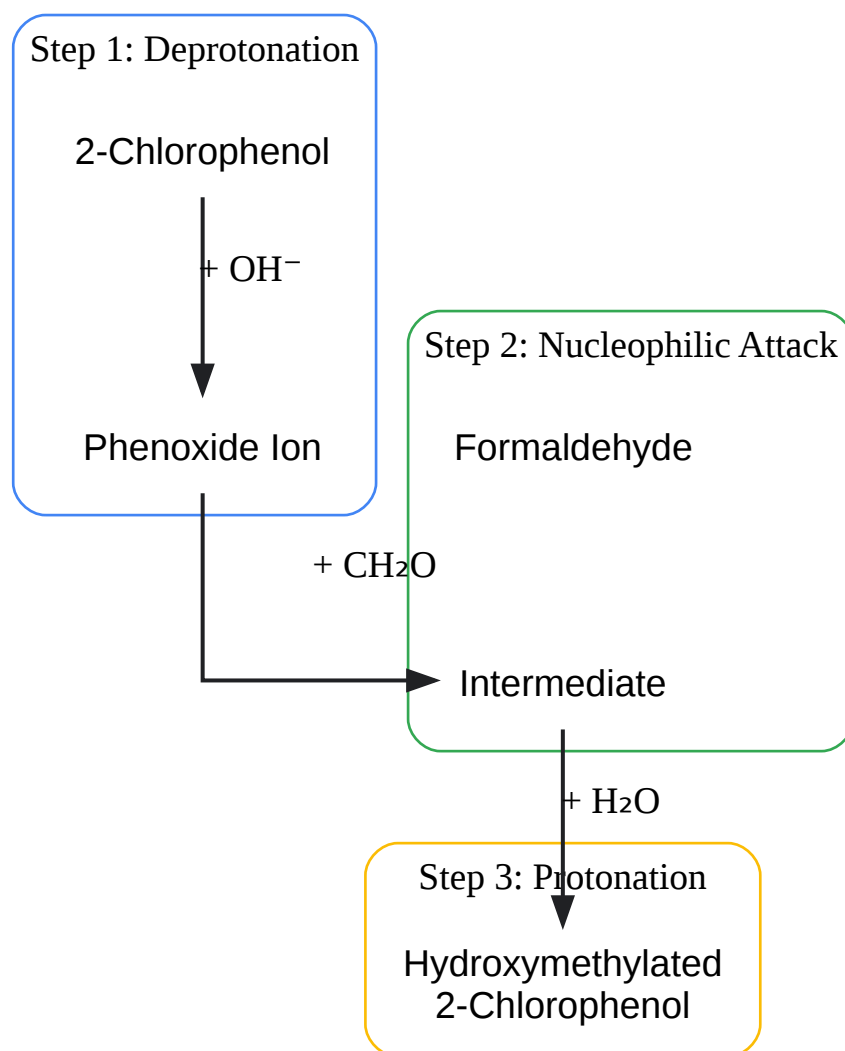 Step 1: Deprotonation
2-Chlorophenol
+ OH⁻
Phenoxide Ion
Step 2: Nucleophilic Attack
Formaldehyde
+ CH₂O
Intermediate
+ H₂O
Step 3: Protonation
Hydroxymethylated
2-Chlorophenol